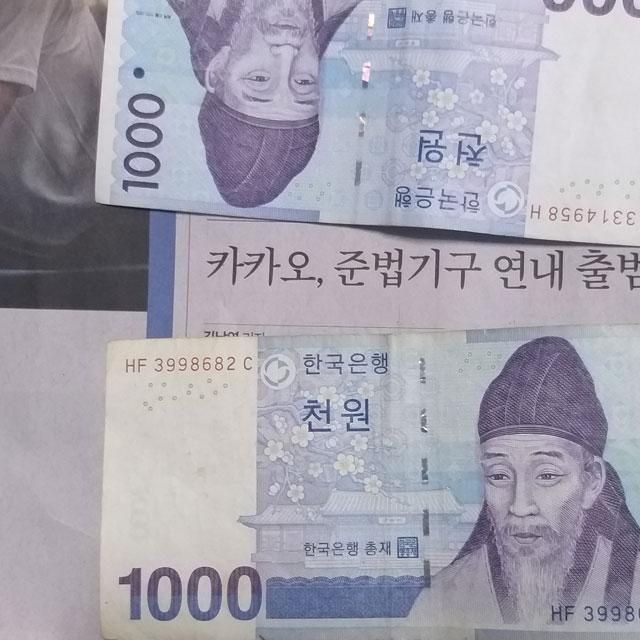 1000
한국은행 총재
천원
한국은행
3314958 H
카카오, 준법기구 연내 출범
HF 3998682 C
한국은행
천원
한국은행 총재
1000
HF 3998